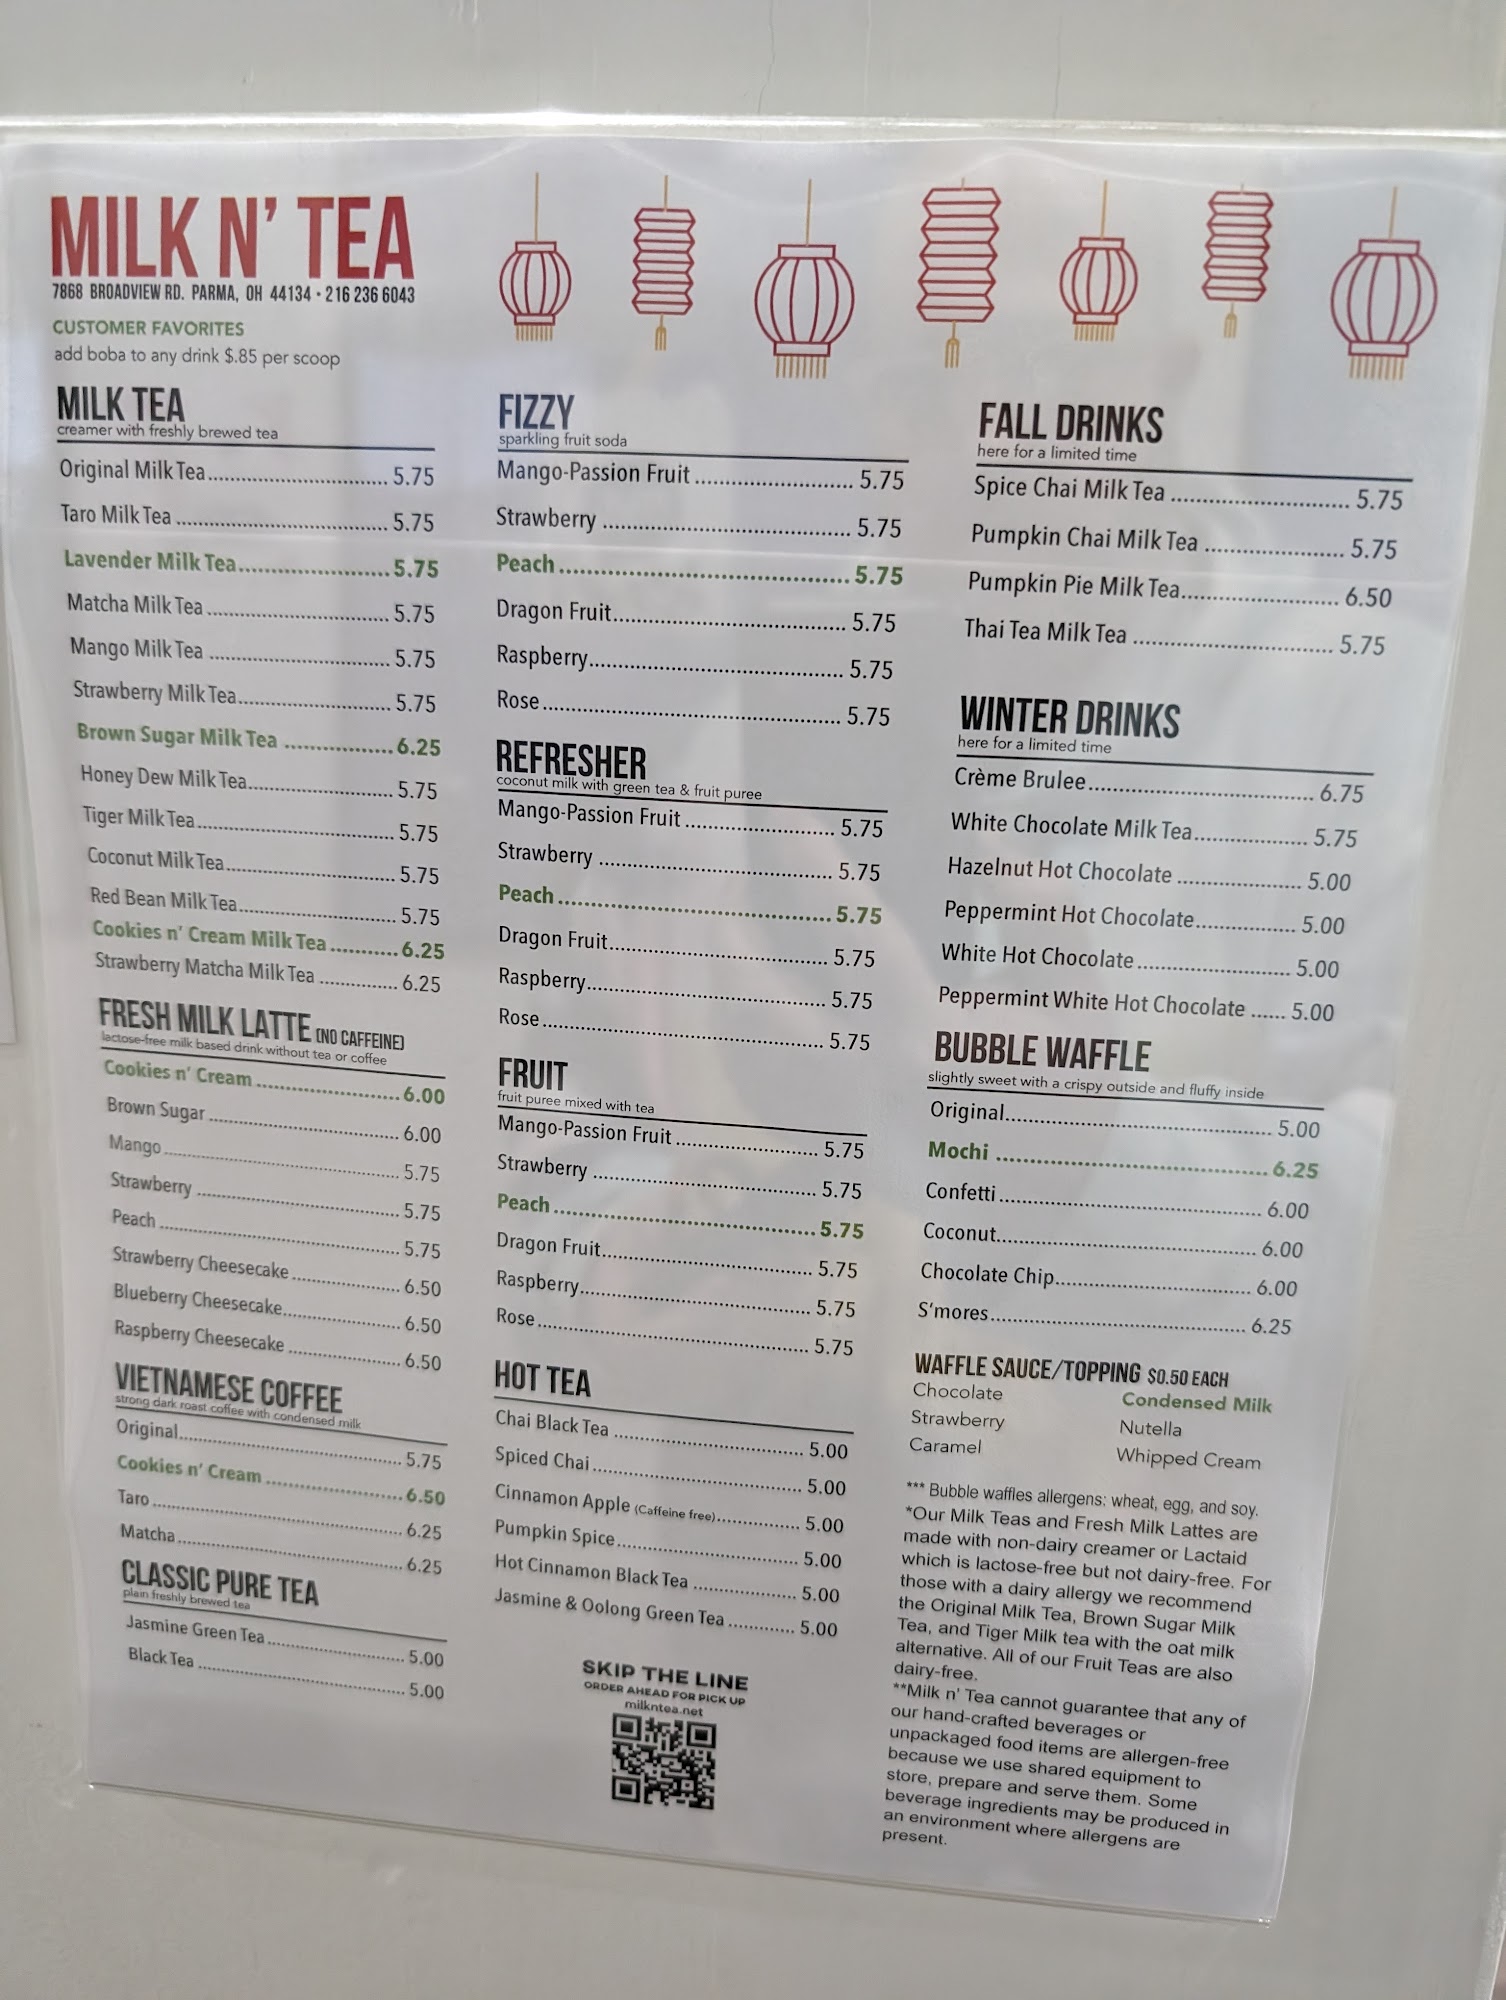 MILK N' TEA
7868 BROADVIEW RD. PARMA, OH 44134 • 216 236 6043
CUSTOMER FAVORITES
add boba to any drink $.85 per scoop
MILK TEA
creamer with freshly brewed tea
Original Milk Tea 5.75
Taro Milk Tea 5.75
Lavender Milk Tea 5.75
Matcha Milk Tea 5.75
Mango Milk Tea 5.75
Strawberry Milk Tea 5.75
Brown Sugar Milk Tea 6.25
Honey Dew Milk Tea 5.75
Tiger Milk Tea 5.75
Coconut Milk Tea 5.75
Red Bean Milk Tea 5.75
Cookies n' Cream Milk Tea 6.25
Strawberry Matcha Milk Tea 6.25
FRESH MILK LATTE (NO CAFFEINE)
lactose-free milk based drink without tea or coffee
Cookies n' Cream 6.00
Brown Sugar 6.00
Mango 5.75
Strawberry 5.75
Peach 5.75
Strawberry Cheesecake 6.50
Blueberry Cheesecake 6.50
Raspberry Cheesecake 6.50
VIETNAMESE COFFEE
strong dark roast coffee with condensed milk
Original 5.75
Cookies n' Cream 6.50
Taro 6.25
Matcha 6.25
CLASSIC PURE TEA
plain freshly brewed tea
Jasmine Green Tea 5.00
Black Tea 5.00
FIZZY
sparkling fruit soda
Mango-Passion Fruit 5.75
Strawberry 5.75
Peach 5.75
Dragon Fruit 5.75
Raspberry 5.75
Rose 5.75
REFRESHER
coconut milk with green tea & fruit puree
Mango-Passion Fruit 5.75
Strawberry 5.75
Peach 5.75
Dragon Fruit 5.75
Raspberry 5.75
Rose 5.75
FRUIT
fruit puree mixed with tea
Mango-Passion Fruit 5.75
Strawberry 5.75
Peach 5.75
Dragon Fruit 5.75
Raspberry 5.75
Rose 5.75
HOT TEA
Chai Black Tea 5.00
Spiced Chai 5.00
Cinnamon Apple (Caffeine free) 5.00
Pumpkin Spice 5.00
Hot Cinnamon Black Tea 5.00
Jasmine & Oolong Green Tea 5.00
SKIP THE LINE
ORDER AHEAD FOR PICK UP
milkntea.net
FALL DRINKS
here for a limited time
Spice Chai Milk Tea 5.75
Pumpkin Chai Milk Tea 5.75
Pumpkin Pie Milk Tea 6.50
Thai Tea Milk Tea 5.75
WINTER DRINKS
here for a limited time
Crème Brulee 6.75
White Chocolate Milk Tea 5.75
Hazelnut Hot Chocolate 5.00
Peppermint Hot Chocolate 5.00
White Hot Chocolate 5.00
Peppermint White Hot Chocolate 5.00
BUBBLE WAFFLE
slightly sweet with a crispy outside and fluffy inside
Original 5.00
Mochi 6.25
Confetti 6.00
Coconut 6.00
Chocolate Chip 6.00
S'mores 6.25
WAFFLE SAUCE/TOPPING $0.50 EACH
Chocolate Condensed Milk
Strawberry Nutella
Caramel Whipped Cream
*** Bubble waffles allergens: wheat, egg, and soy.
*Our Milk Teas and Fresh Milk Lattes are
made with non-dairy creamer or Lactaid
which is lactose-free but not dairy-free. For
those with a dairy allergy we recommend
the Original Milk Tea, Brown Sugar Milk
Tea, and Tiger Milk tea with the oat milk
alternative. All of our Fruit Teas are also
dairy-free.
**Milk n' Tea cannot guarantee that any of
our hand-crafted beverages or
unpackaged food items are allergen-free
because we use shared equipment to
store, prepare and serve them. Some
beverage ingredients may be produced in
an environment where allergens are
present.